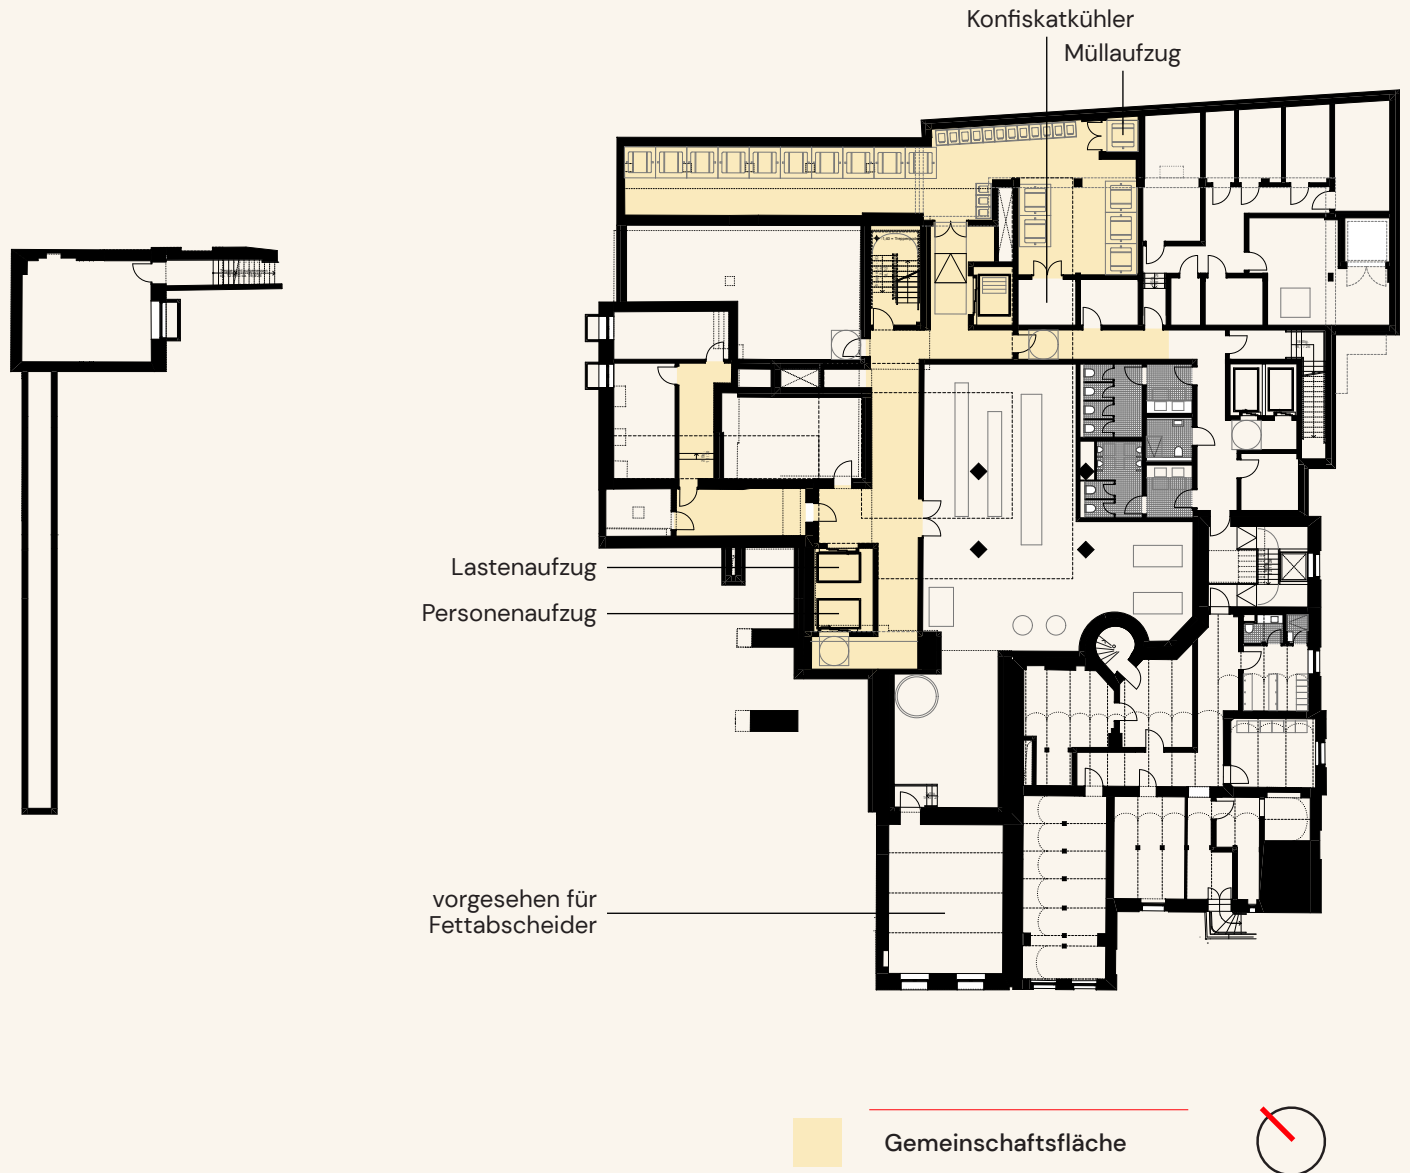 Konfiskatkühler
Müllaufzug
Lastenaufzug
Personenaufzug
vorgesehen für
Fettabscheider
Gemeinschaftsfläche